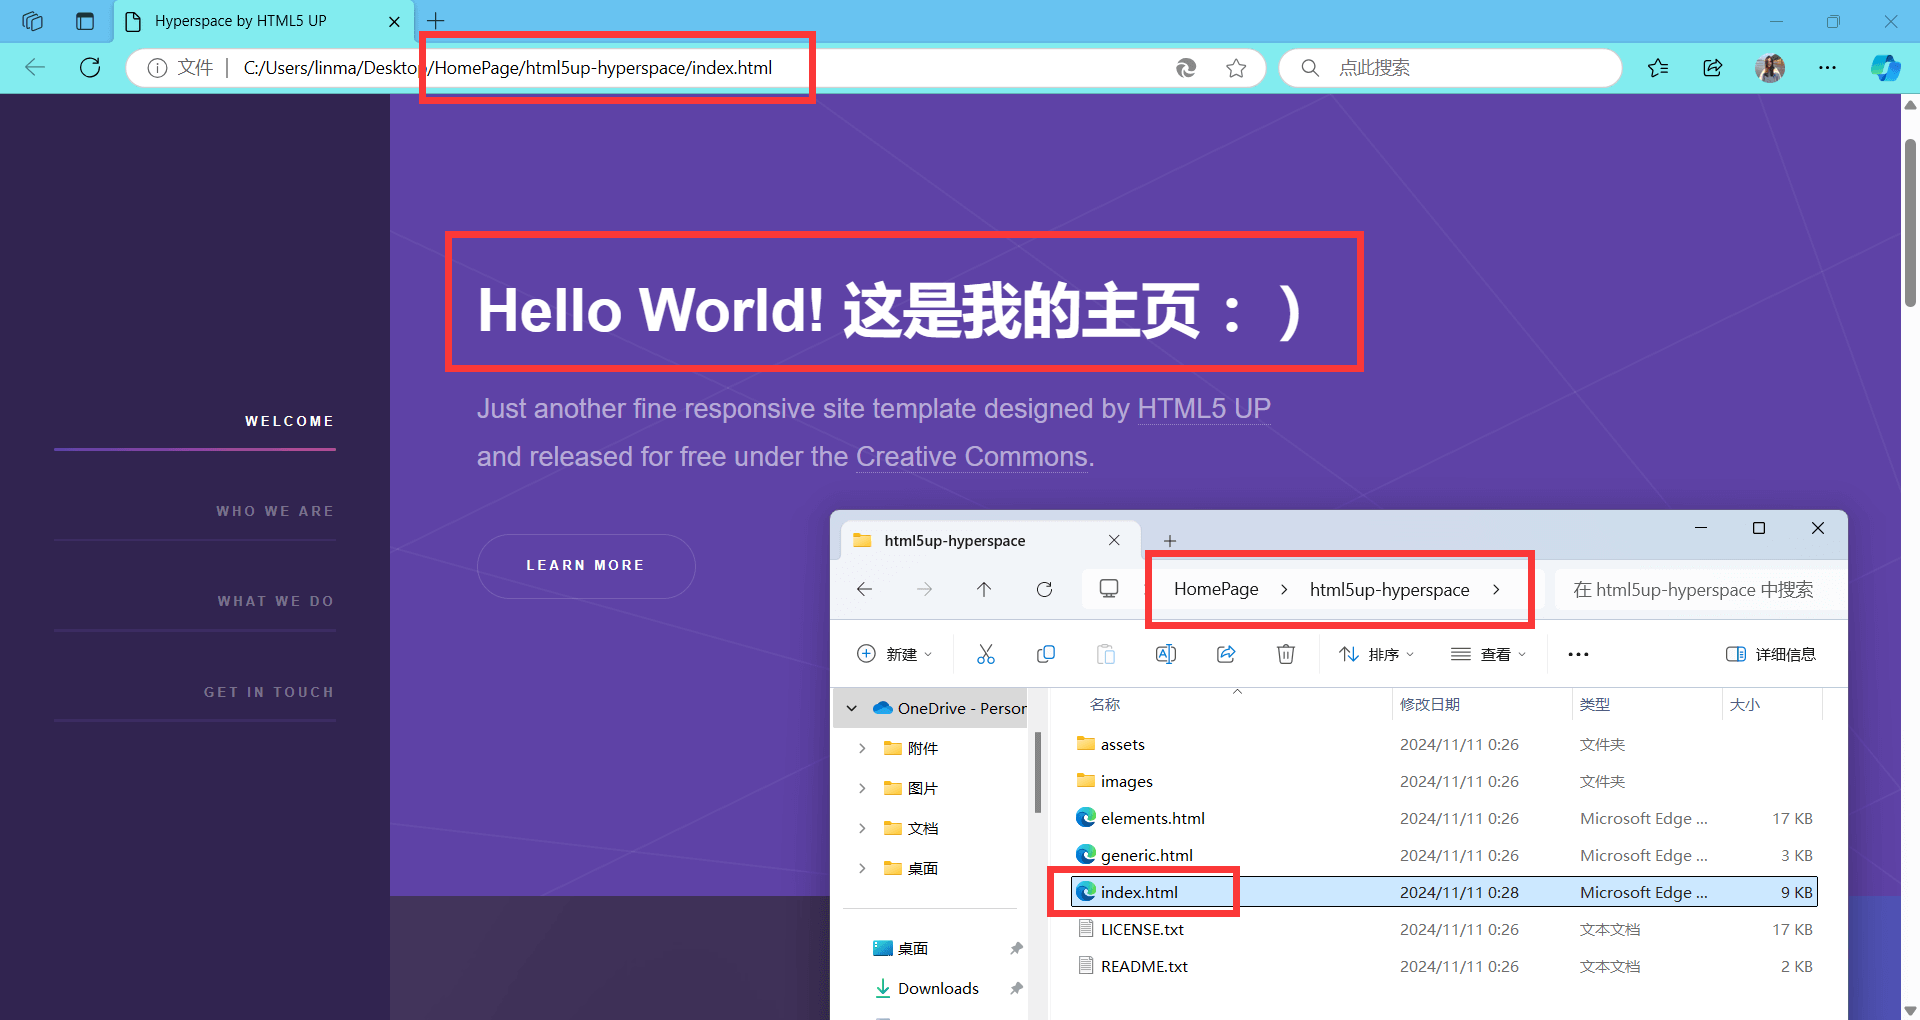 Hyperspace by HTML5 UP
文件 | C:/Users/linma/Desktop/HomePage/html5up-hyperspace/index.html
点此搜索
Hello World! 这是我的主页：）
Just another fine responsive site template designed by HTML5 UP
and released for free under the Creative Commons.
LEARN MORE
WELCOME
WHO WE ARE
WHAT WE DO
GET IN TOUCH
html5up-hyperspace
HomePage > html5up-hyperspace >
在 html5up-hyperspace 中搜索
新建
排序
查看
详细信息
OneDrive - Person
附件
图片
文档
桌面
桌面
Downloads
名称 修改日期 类型 大小
assets 2024/11/11 0:26 文件夹
images 2024/11/11 0:26 文件夹
elements.html 2024/11/11 0:26 Microsoft Edge ... 17 KB
generic.html 2024/11/11 0:26 Microsoft Edge ... 3 KB
index.html 2024/11/11 0:28 Microsoft Edge ... 9 KB
LICENSE.txt 2024/11/11 0:26 文本文档 17 KB
README.txt 2024/11/11 0:26 文本文档 2 KB